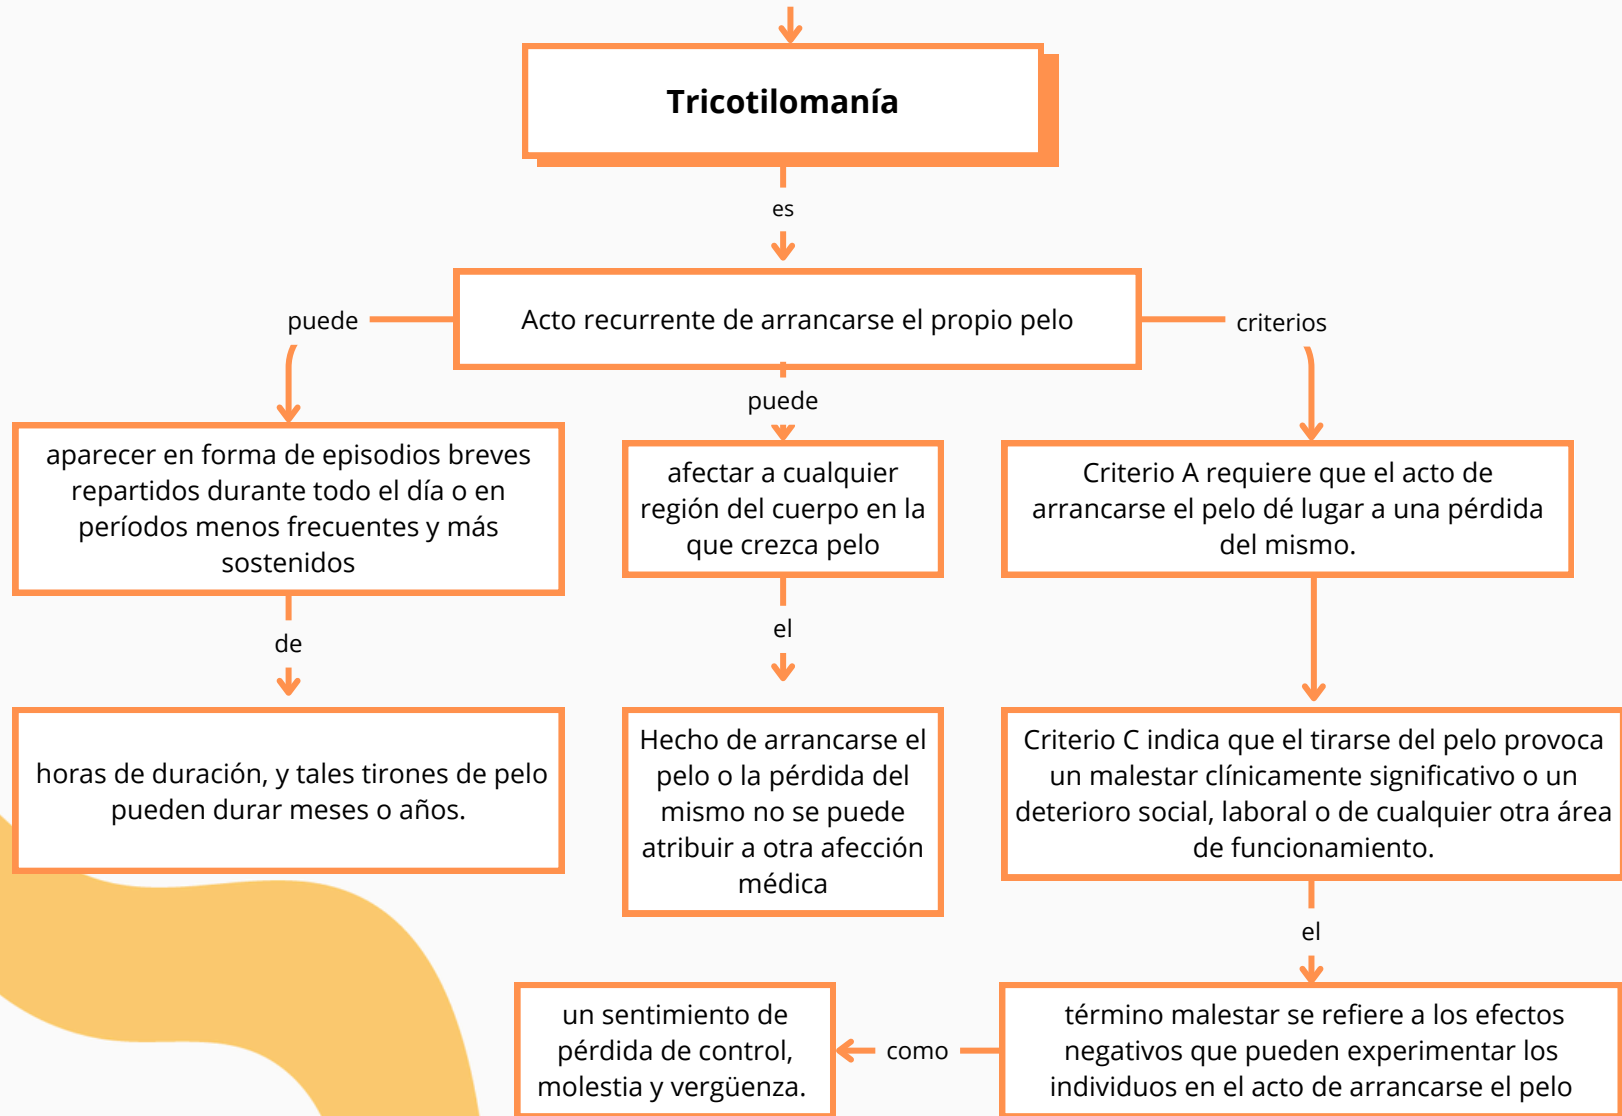 Tricotilomanía
es
Acto recurrente de arrancarse el propio pelo
puede
aparecer en forma de episodios breves
repartidos durante todo el día o en
períodos menos frecuentes y más
sostenidos
de
horas de duración, y tales tirones de pelo
pueden durar meses o años.
puede
afectar a cualquier
región del cuerpo en la
que crezca pelo
el
Hecho de arrancarse el
pelo o la pérdida del
mismo no se puede
atribuir a otra afección
médica
criterios
Criterio A requiere que el acto de
arrancarse el pelo dé lugar a una pérdida
del mismo.
Criterio C indica que el tirarse del pelo provoca
un malestar clínicamente significativo o un
deterioro social, laboral o de cualquier otra área
de funcionamiento.
el
término malestar se refiere a los efectos
negativos que pueden experimentar los
individuos en el acto de arrancarse el pelo
como
un sentimiento de
pérdida de control,
molestia y vergüenza.